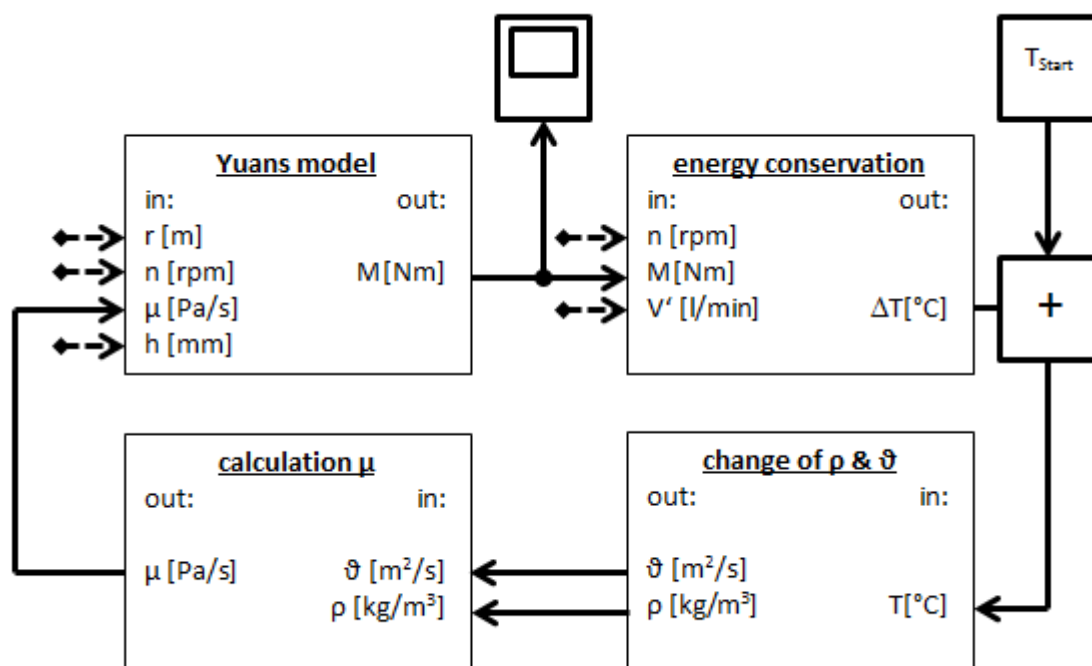 T_Start
Yuans model
in: out:
r [m]
n [rpm] M[Nm]
µ [Pa/s]
h [mm]
energy conservation
in: out:
n [rpm]
M[Nm]
V‘ [l/min] ΔT[°C]
+
calculation µ
out: in:
µ [Pa/s] ϑ [m²/s]
ρ [kg/m³]
change of ρ & ϑ
out: in:
ϑ [m²/s]
ρ [kg/m³] T[°C]